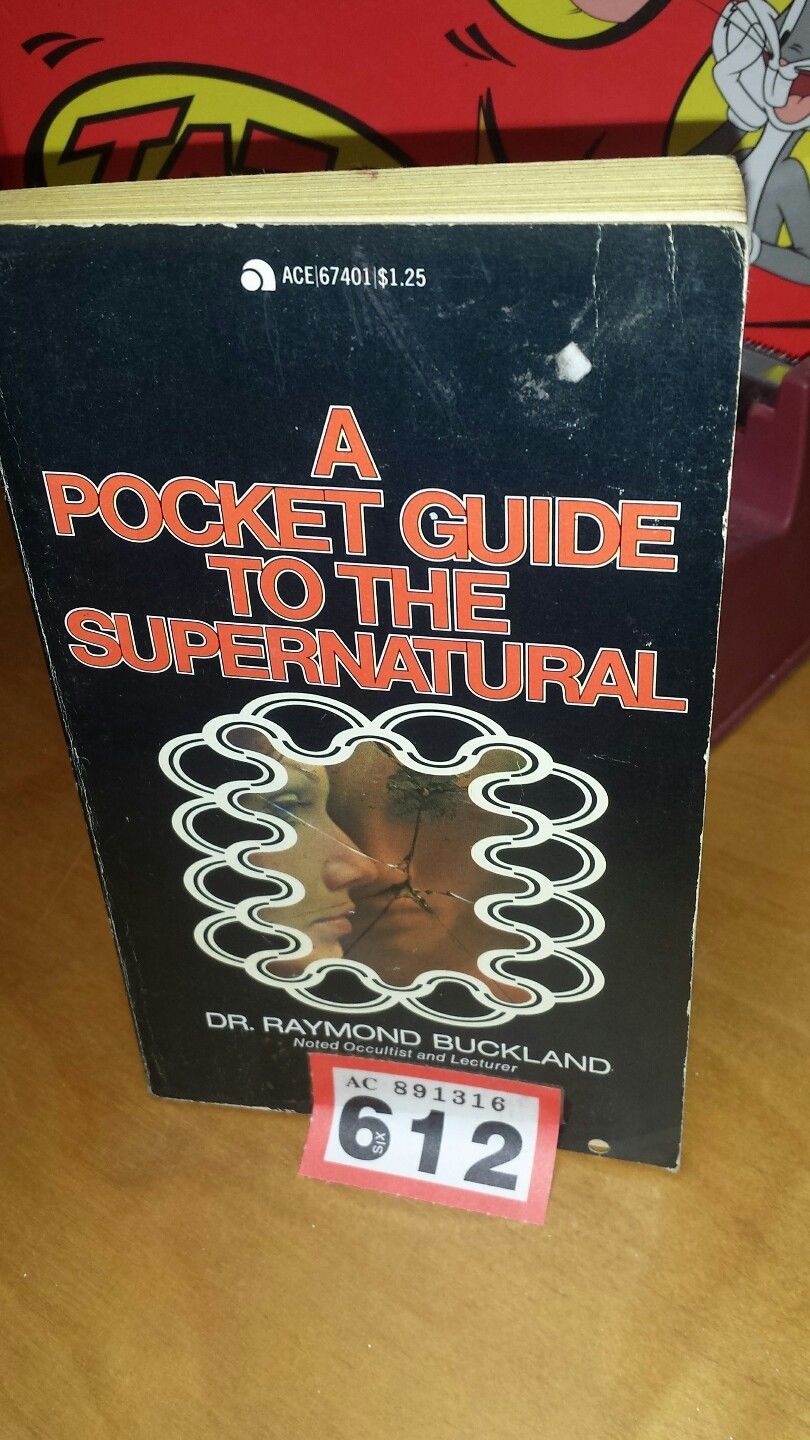 TAZ
ACE|67401|$1.25
A
POCKET GUIDE
TO THE
SUPERNATURAL
DR. RAYMOND BUCKLAND
Noted Occultist and Lecturer
AC 891316
612
SIX